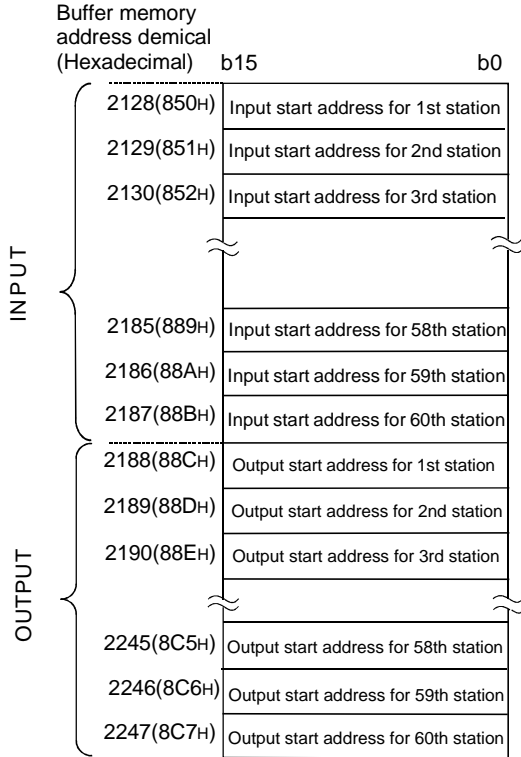 Buffer memory
address demical
(Hexadecimal) b15 b0
INPUT
2128(850H) Input start address for 1st station
2129(851H) Input start address for 2nd station
2130(852H) Input start address for 3rd station
2185(889H) Input start address for 58th station
2186(88AH) Input start address for 59th station
2187(88BH) Input start address for 60th station
OUTPUT
2188(88CH) Output start address for 1st station
2189(88DH) Output start address for 2nd station
2190(88EH) Output start address for 3rd station
2245(8C5H) Output start address for 58th station
2246(8C6H) Output start address for 59th station
2247(8C7H) Output start address for 60th station